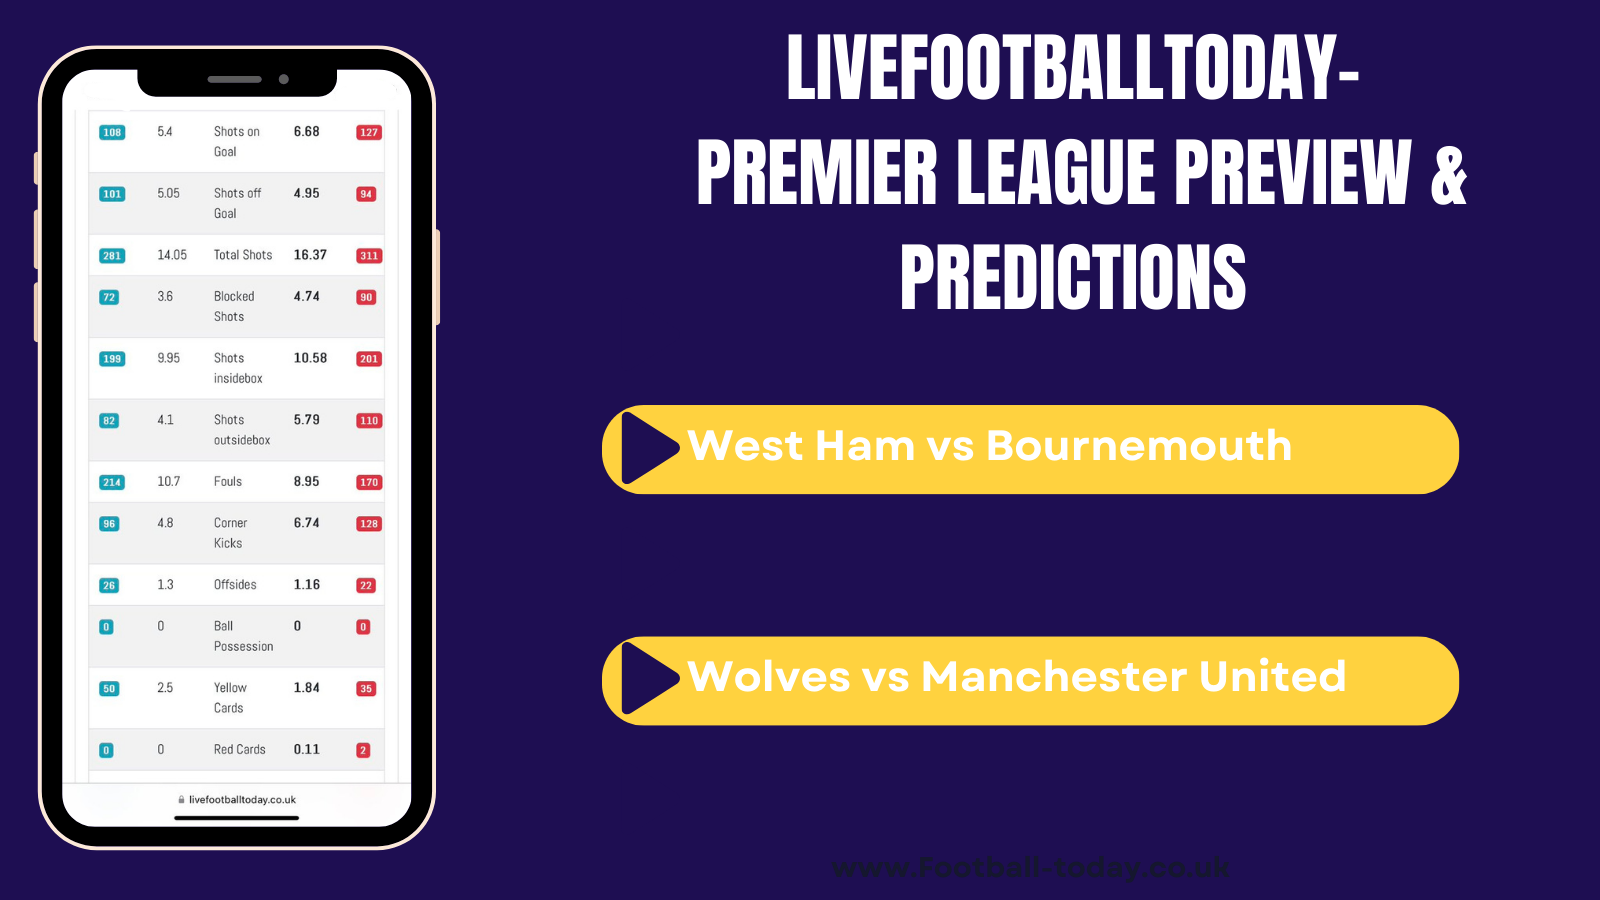 LIVEFOOTBALLTODAY-
PREMIER LEAGUE PREVIEW &
PREDICTIONS
West Ham vs Bournemouth
Wolves vs Manchester United
www.Football-today.co.uk
108 5.4 Shots on 6.68 127
Goal
101 5.05 Shots off 4.95 94
Goal
281 14.05 Total Shots 16.37 311
72 3.6 Blocked 4.74 90
Shots
199 9.95 Shots 10.58 201
insidebox
82 4.1 Shots 5.79 110
outsidebox
214 10.7 Fouls 8.95 170
96 4.8 Corner 6.74 128
Kicks
26 1.3 Offsides 1.16 22
0 0 Ball 0 0
Possession
50 2.5 Yellow 1.84 35
Cards
0 0 Red Cards 0.11 2
livefootballtoday.co.uk